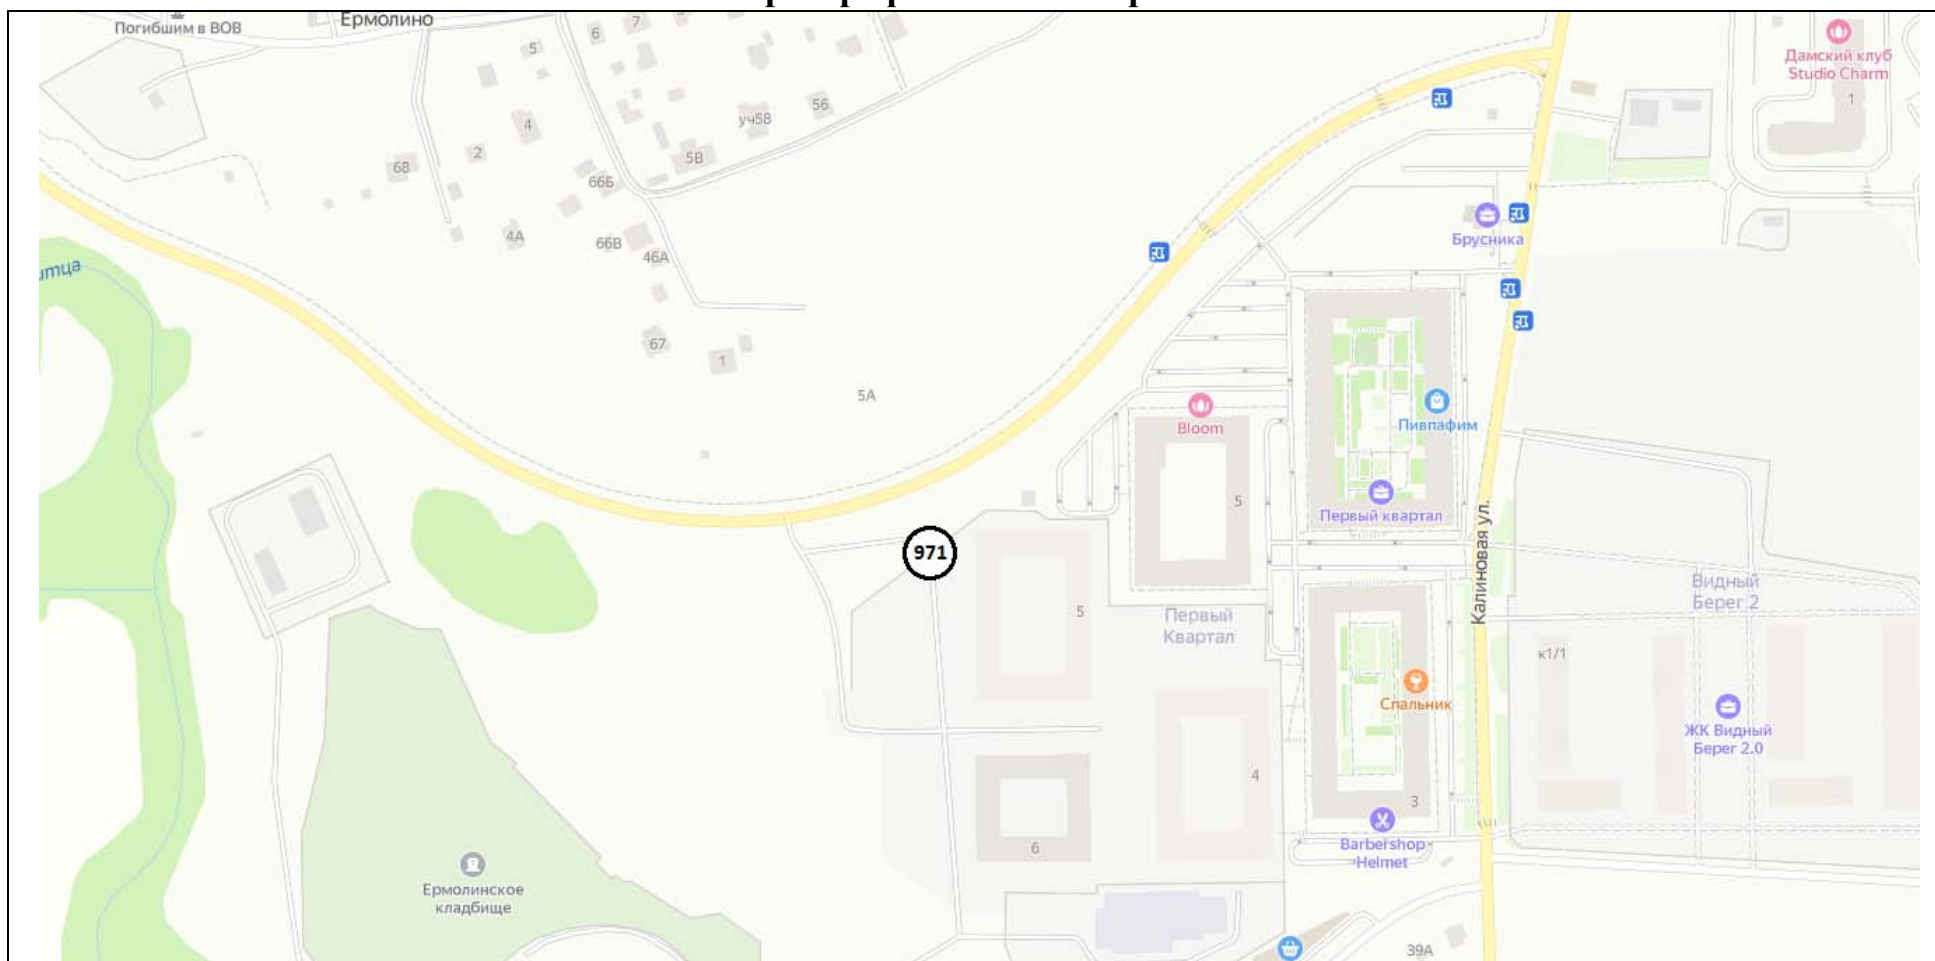 Ермолино
Погибшим в ВОВ
7
6
5
Дамский клуб
Studio Charm
1
56
уч58
4
2
5В
68
66Б
4А
66В
46А
Брусника
67
1
5А
Пивпафим
Bloom
5
Первый квартал
Калиновая ул.
971
Видный
Берег 2
5
Первый
Квартал
к1/1
Спальник
ЖК Видный
Берег 2.0
4
3
6
Barbershop
Helmet
Ермолинское
кладбище
39А